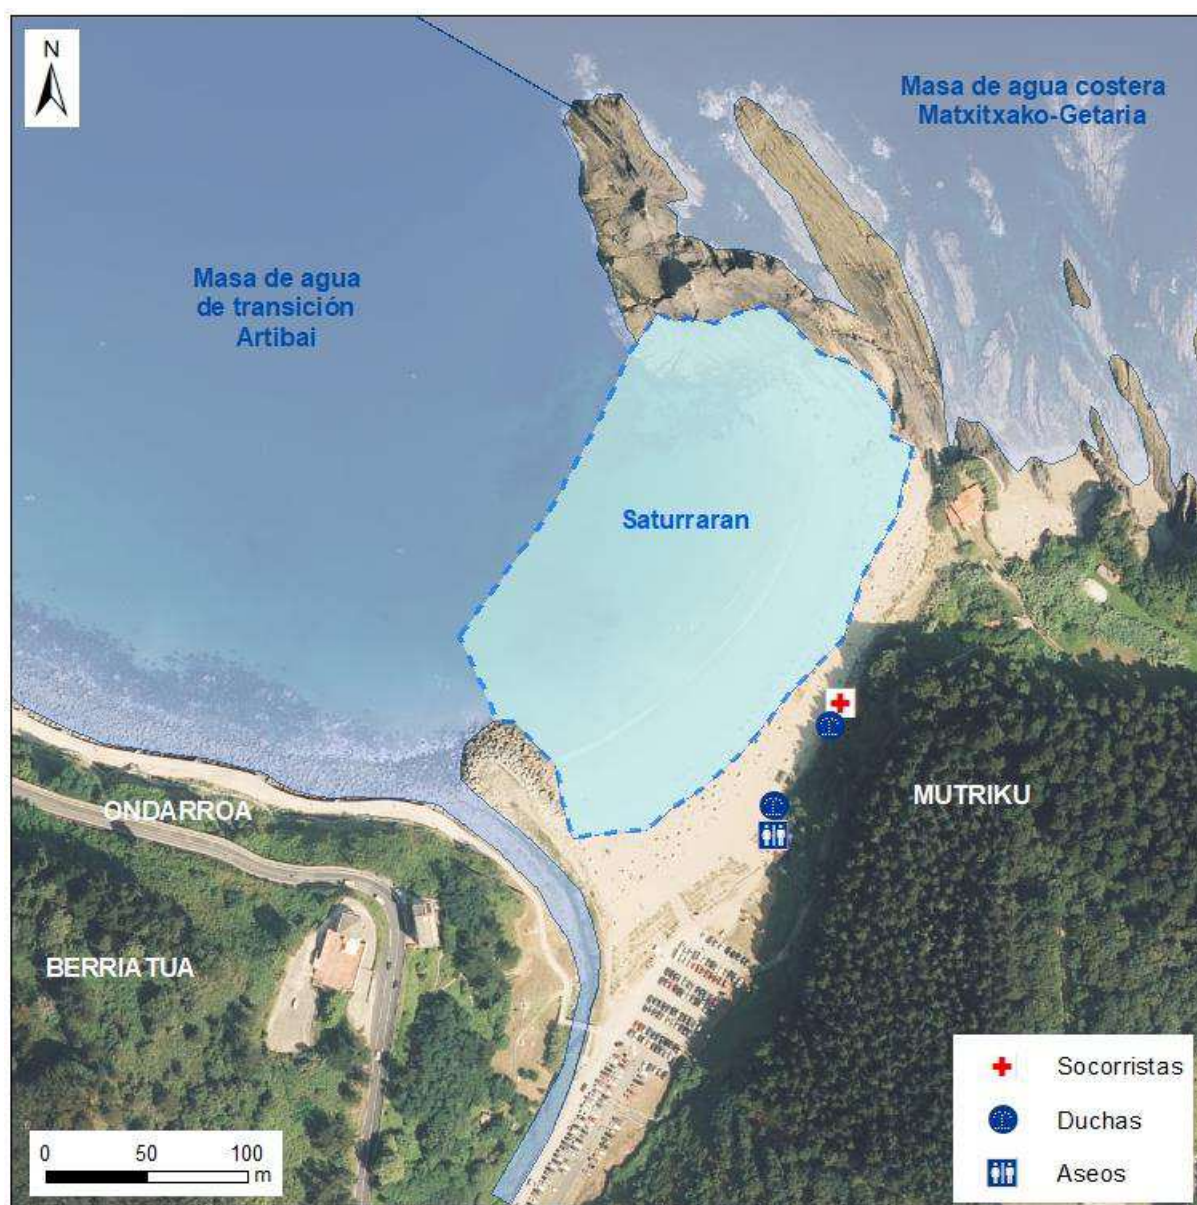 N
Masa de agua costera
Matxitxako-Getaria
Masa de agua
de transición
Artibai
Saturraran
MUTRIKU
ONDARROA
BERRIATUA
Socorristas
Duchas
Aseos
0 50 100
m